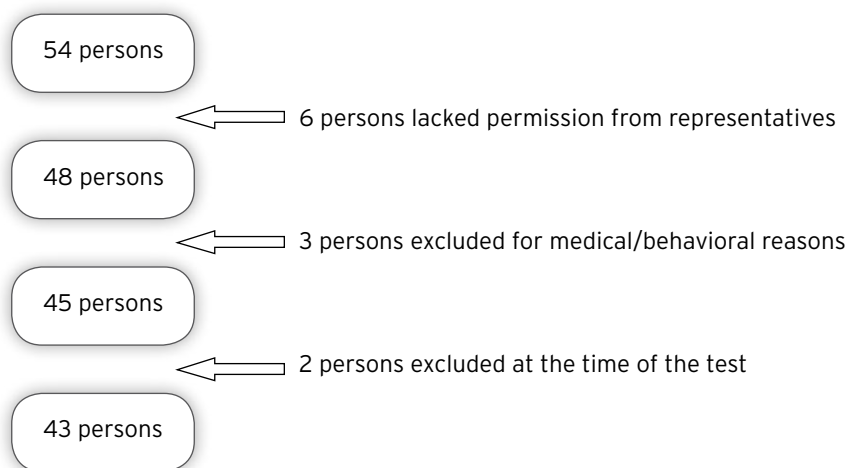 54 persons
6 persons lacked permission from representatives
48 persons
3 persons excluded for medical/behavioral reasons
45 persons
2 persons excluded at the time of the test
43 persons